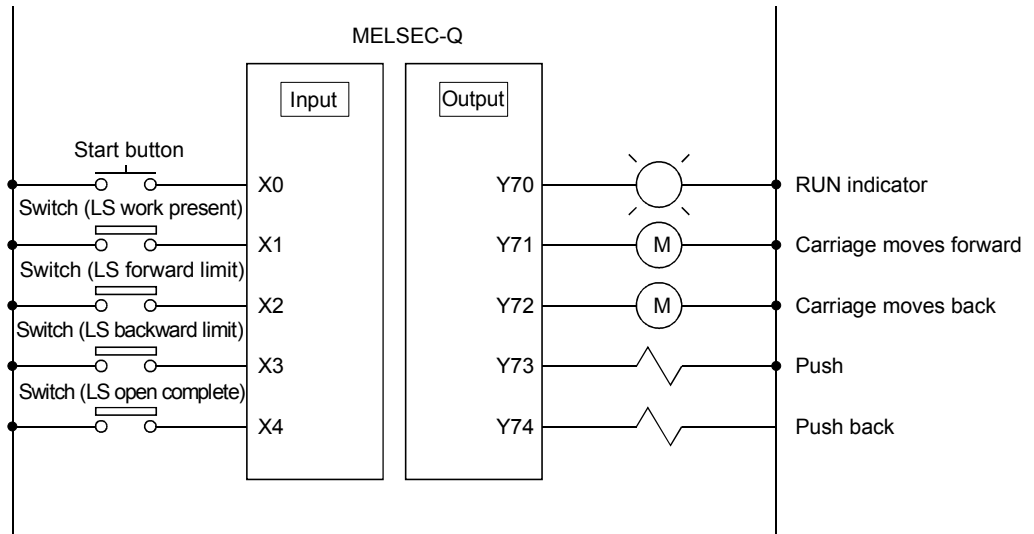 MELSEC-Q
Input
Output
Start button
X0
Y70
RUN indicator
Switch (LS work present)
X1
Y71
M
Carriage moves forward
Switch (LS forward limit)
X2
Y72
M
Carriage moves back
Switch (LS backward limit)
X3
Y73
Push
Switch (LS open complete)
X4
Y74
Push back